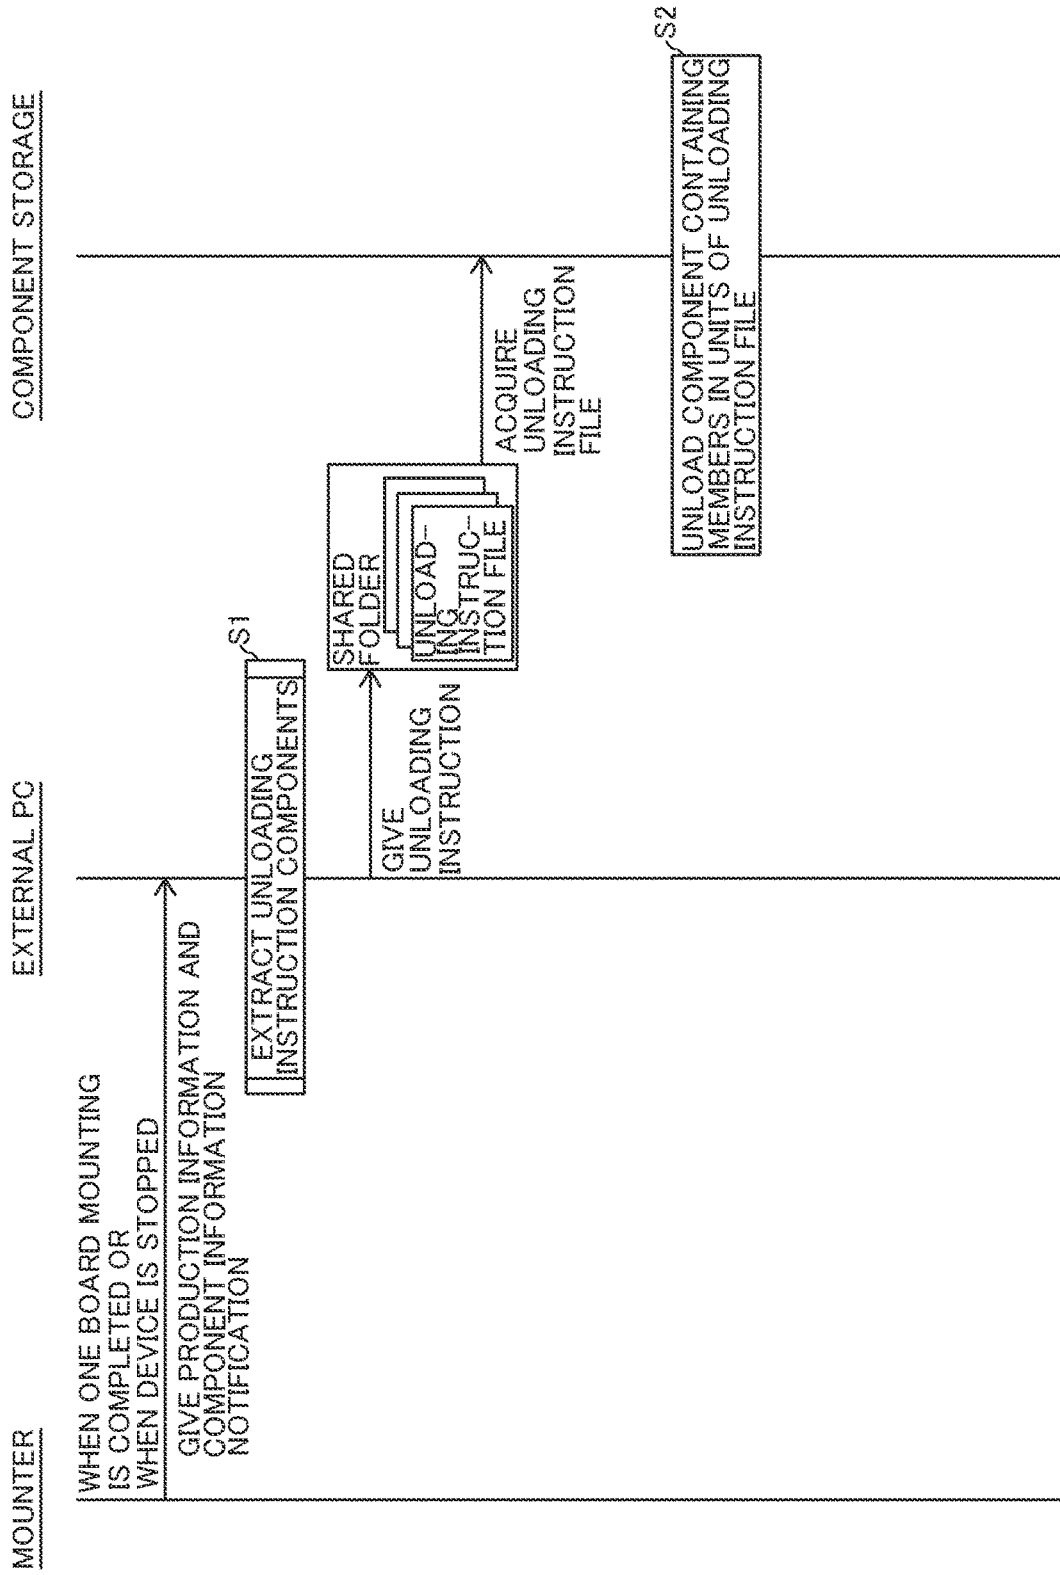 MOUNTER
EXTERNAL PC
COMPONENT STORAGE
WHEN ONE BOARD MOUNTING
IS COMPLETED OR
WHEN DEVICE IS STOPPED
GIVE PRODUCTION INFORMATION AND
COMPONENT INFORMATION
NOTIFICATION
S1
EXTRACT UNLOADING
INSTRUCTION COMPONENTS
GIVE
UNLOADING
INSTRUCTION
SHARED
FOLDER
UNLOAD-
ING
INSTRUC-
TION FILE
ACQUIRE
UNLOADING
INSTRUCTION
FILE
S2
UNLOAD COMPONENT CONTAINING
MEMBERS IN UNITS OF UNLOADING
INSTRUCTION FILE